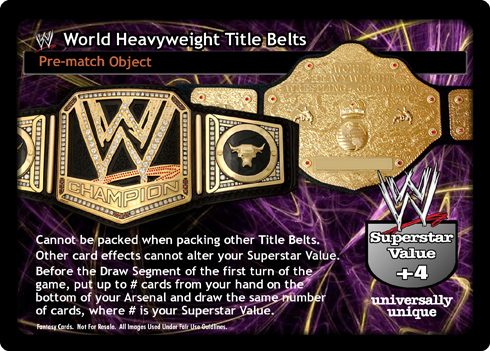 World Heavyweight Title Belts
Pre-match Object
W
CHAMPION
Cannot be packed when packing other Title Belts.
Other card effects cannot alter your Superstar Value.
Before the Draw Segment of the first turn of the
game, put up to # cards from your hand on the
bottom of your Arsenal and draw the same number
of cards, where # is your Superstar Value.
Superstar
Value
+4
universally
unique
Fantasy Cards. Not For Resale. All Images Used Under Fair Use Guidlines.